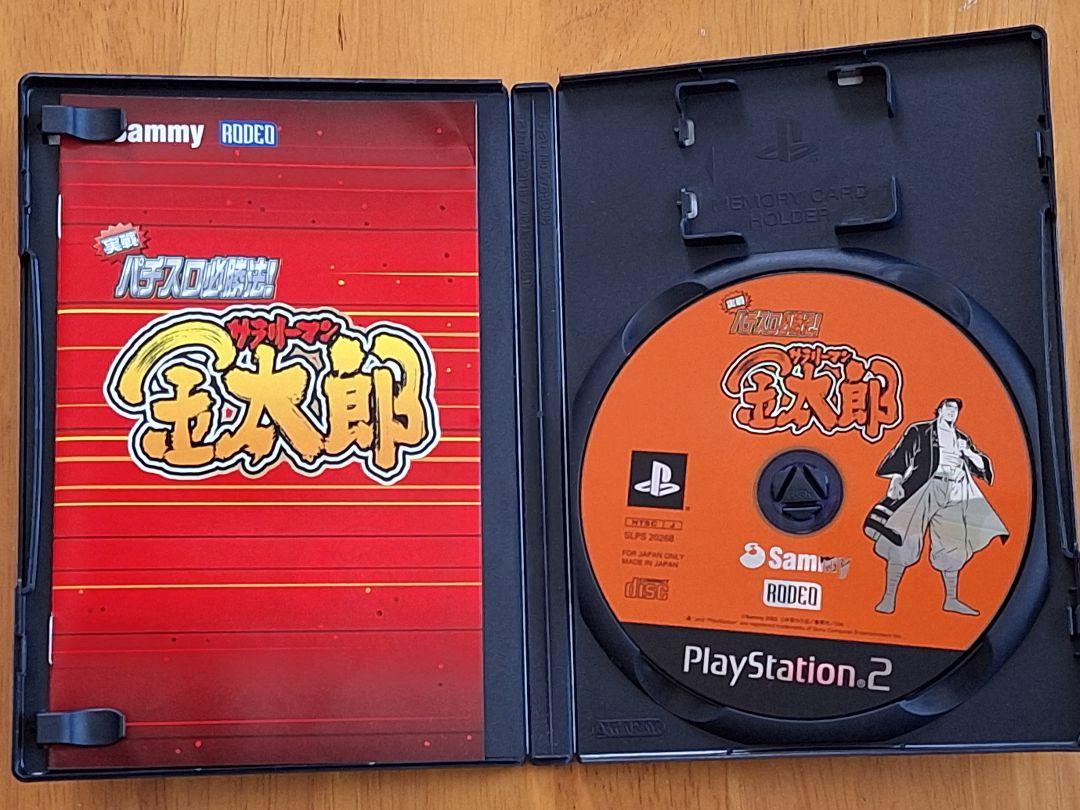 Sammy RODEO
実戦
パチスロ必勝法!
サラリーマン
金太郎
MEMORY CARD
HOLDER
実戦
パチスロ必勝法!
サラリーマン
金太郎
NTSC J
SLPS 20268
FOR JAPAN ONLY
MADE IN JAPAN
disc
Sammy
RODEO
PlayStation.2